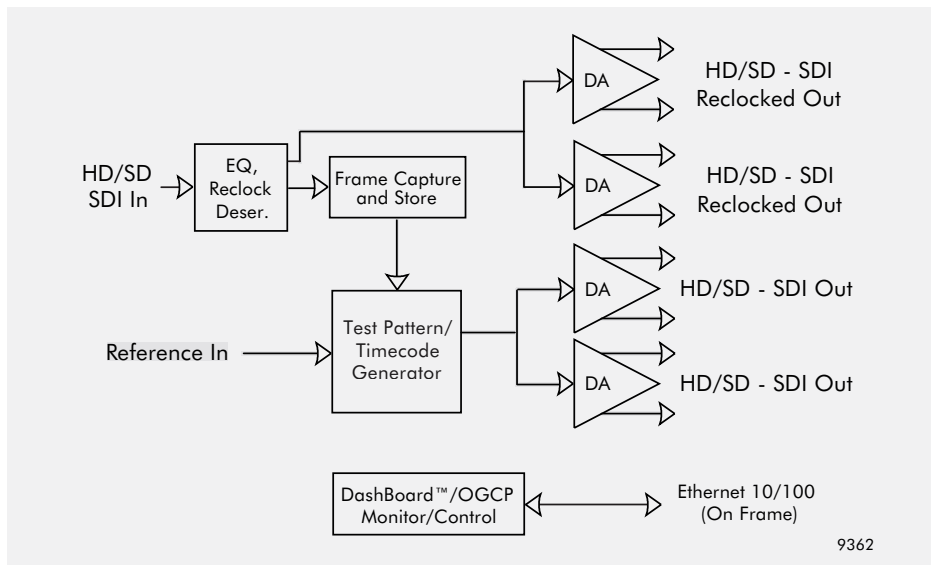 DA
HD/SD - SDI
Reclocked Out
HD/SD
SDI In
EQ,
Reclock
Deser.
Frame Capture
and Store
DA
HD/SD - SDI
Reclocked Out
DA
HD/SD - SDI Out
Reference In
Test Pattern/
Timecode
Generator
DA
HD/SD - SDI Out
DashBoard™/OGCP
Monitor/Control
Ethernet 10/100
(On Frame)
9362